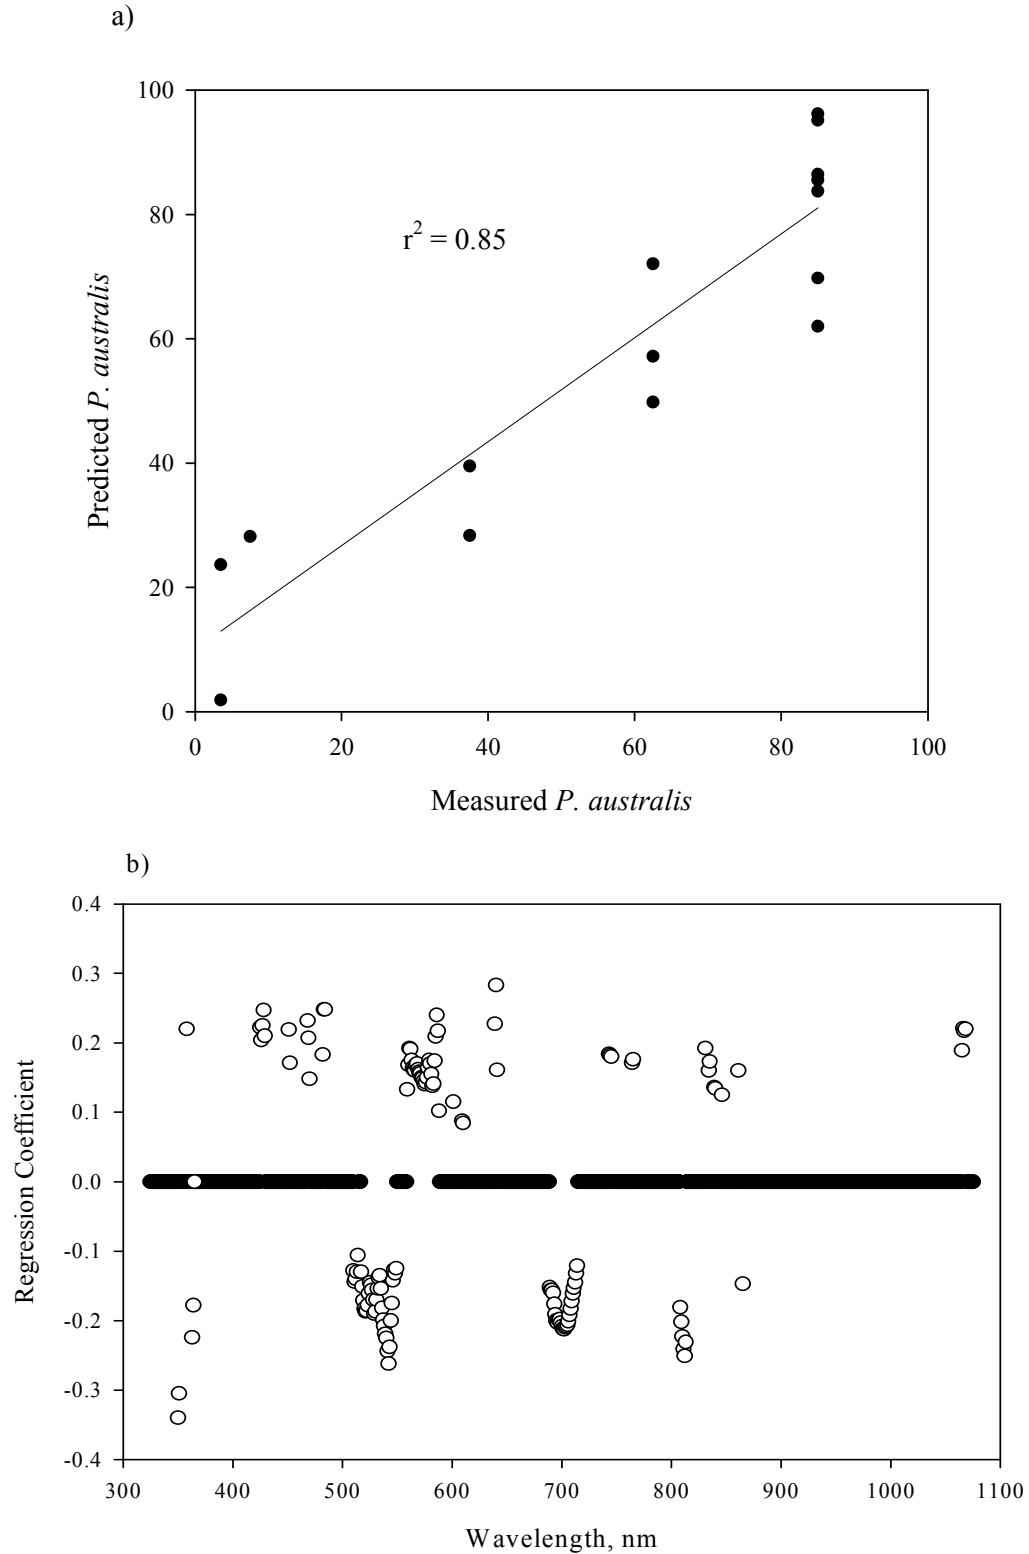 a)
100
80
60
40
20
0
r² = 0.85
Predicted P. australis
0 20 40 60 80 100
Measured P. australis
b)
0.4
0.3
0.2
0.1
0.0
-0.1
-0.2
-0.3
-0.4
Regression Coefficient
300 400 500 600 700 800 900 1000 1100
Wavelength, nm